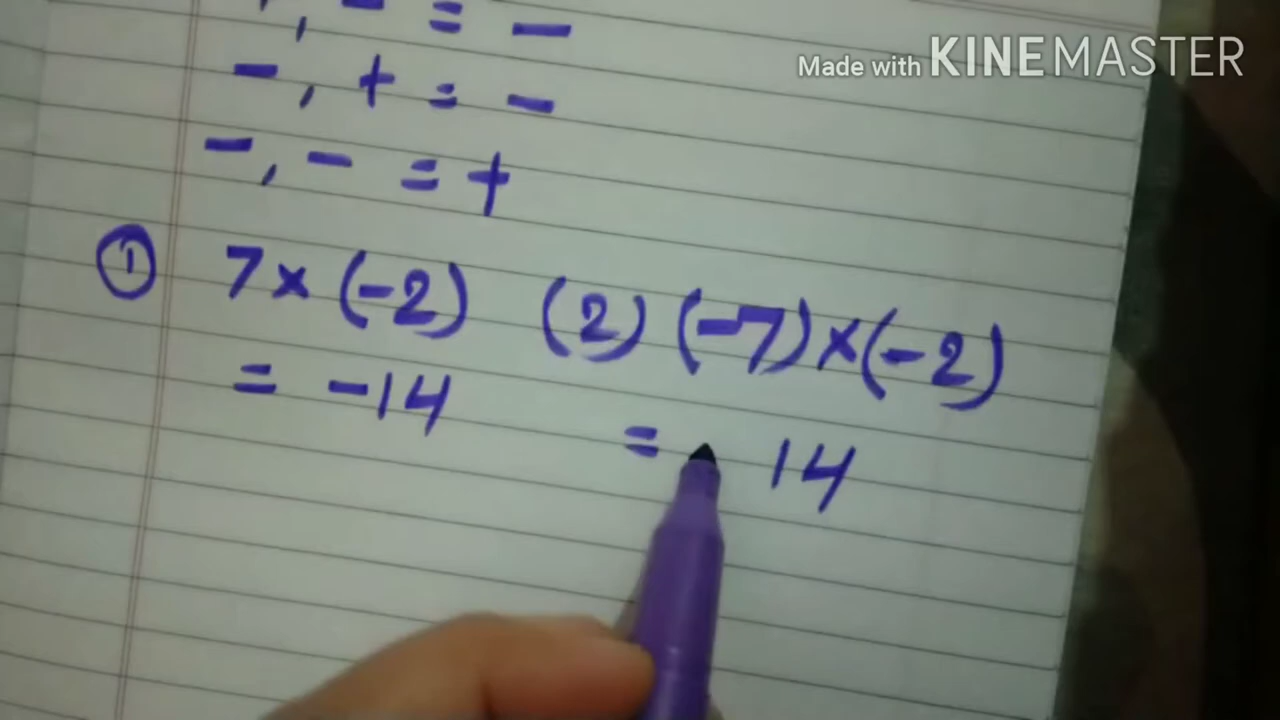 Made with KINEMASTER
, - = -
-, + = -
-, - = +
① 7 × (-2) (2) (-7) × (-2)
= -14 = 14